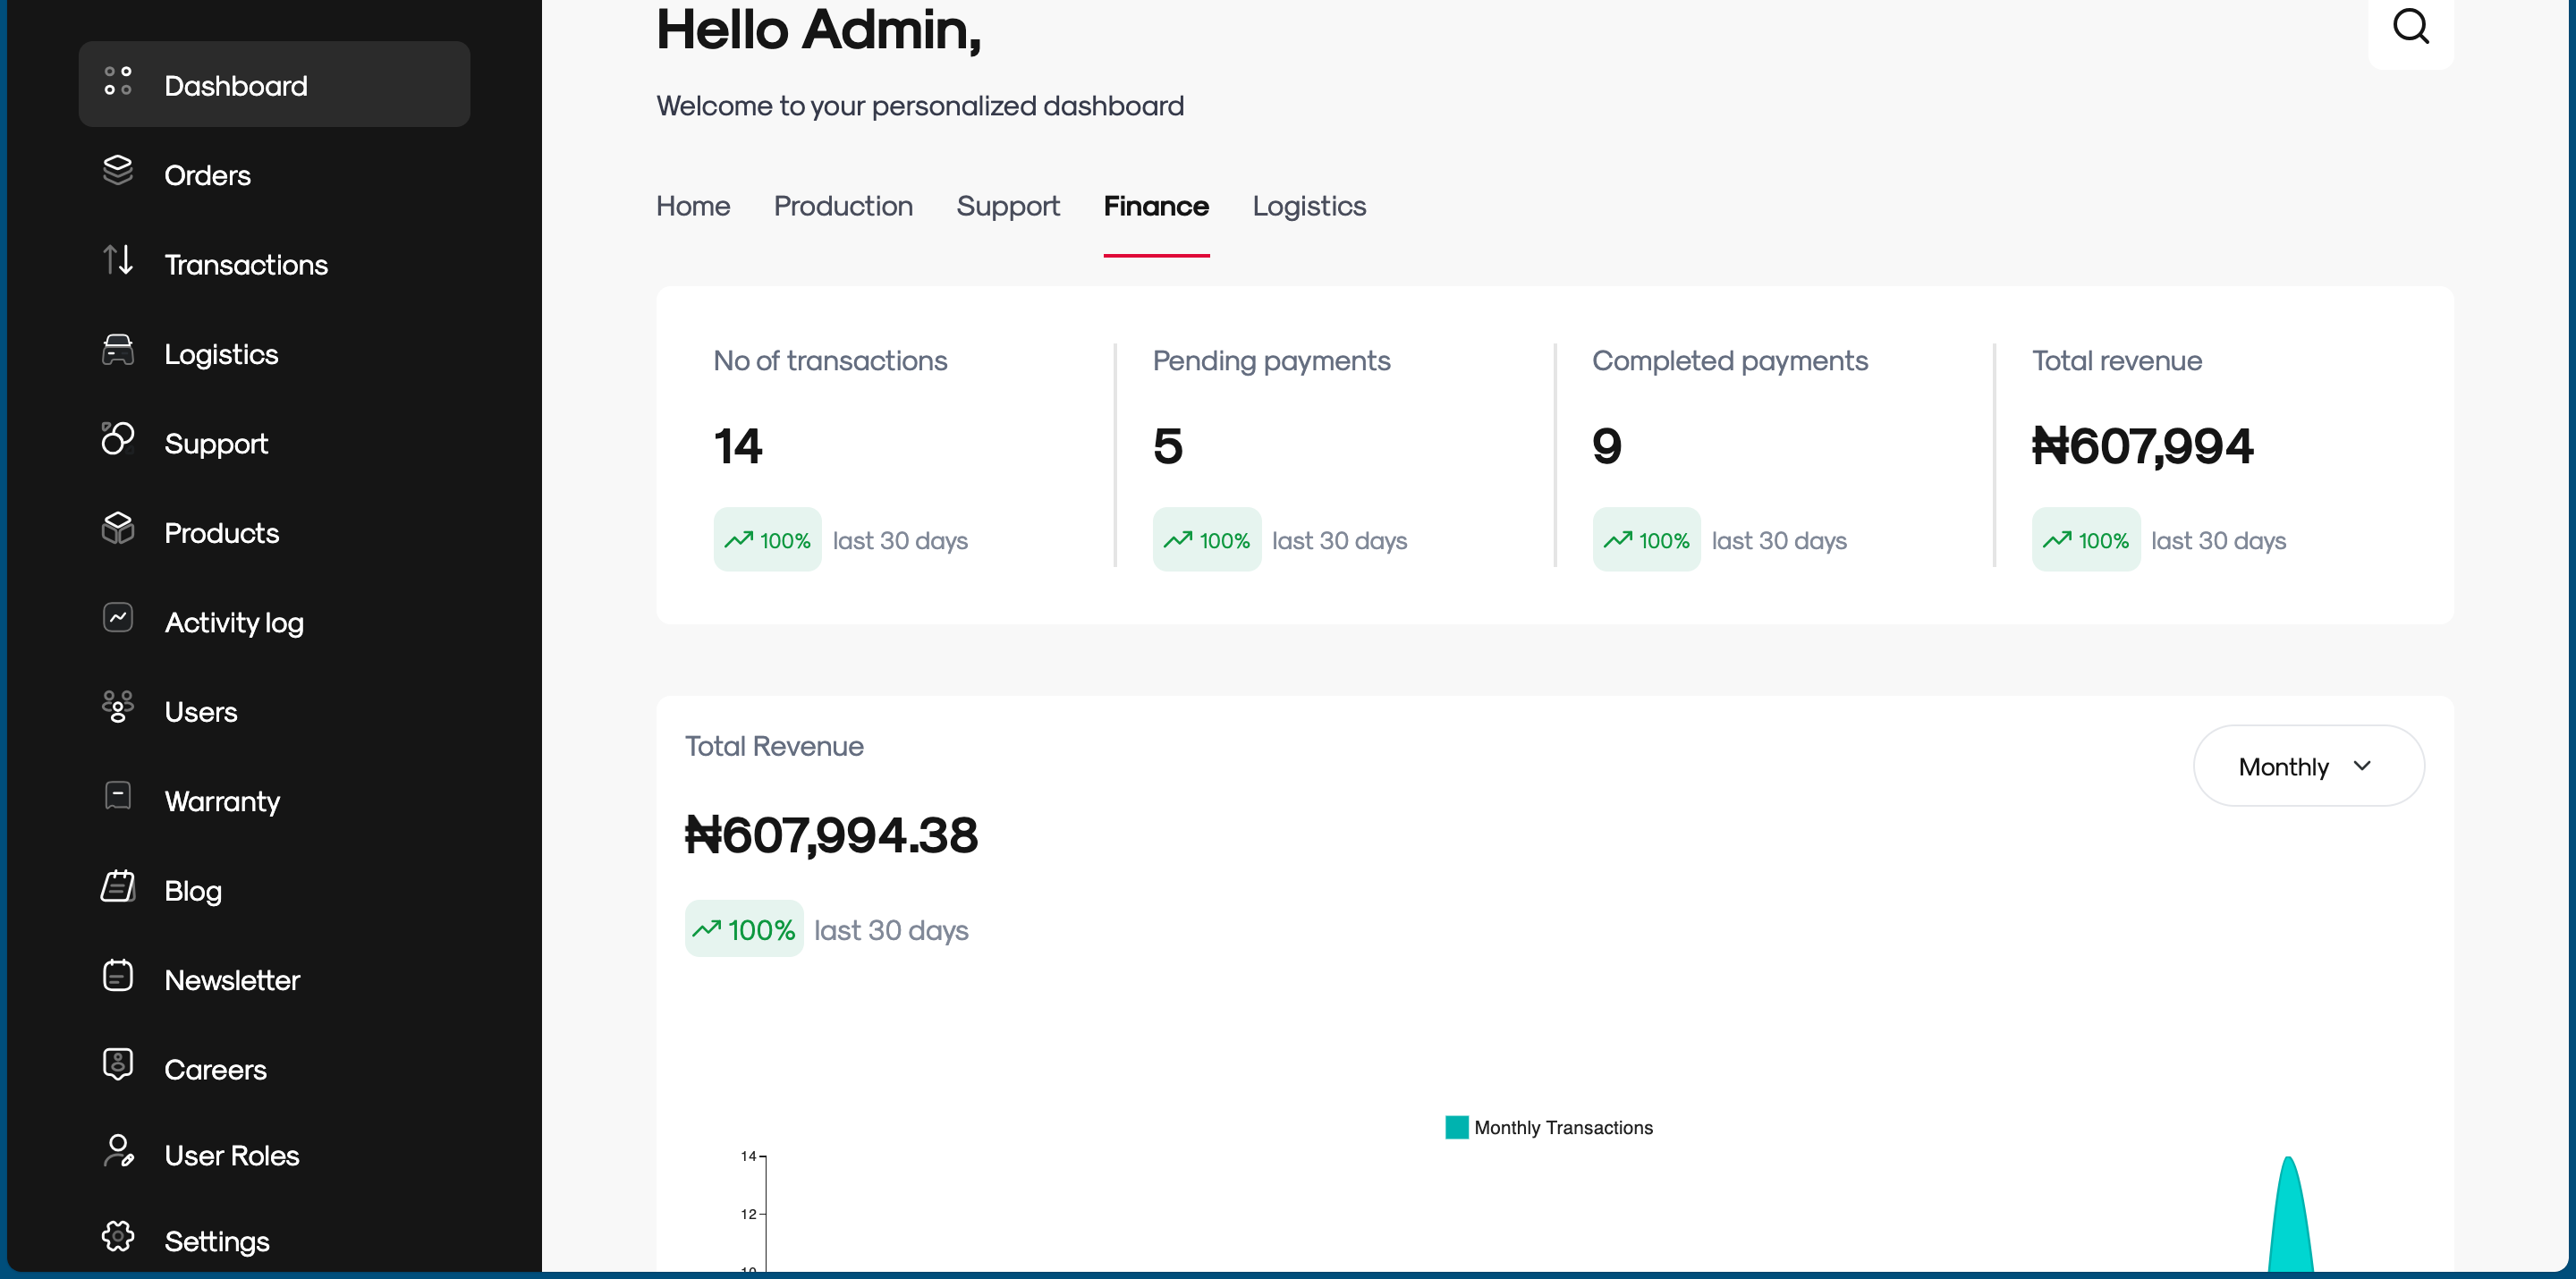 Dashboard
Orders
Transactions
Logistics
Support
Products
Activity log
Users
Warranty
Blog
Newsletter
Careers
User Roles
Settings
Hello Admin,
Welcome to your personalized dashboard
Home Production Support Finance Logistics
No of transactions
14
100% last 30 days
Pending payments
5
100% last 30 days
Completed payments
9
100% last 30 days
Total revenue
₦607,994
100% last 30 days
Total Revenue
Monthly
₦607,994.38
100% last 30 days
Monthly Transactions
14
12
10